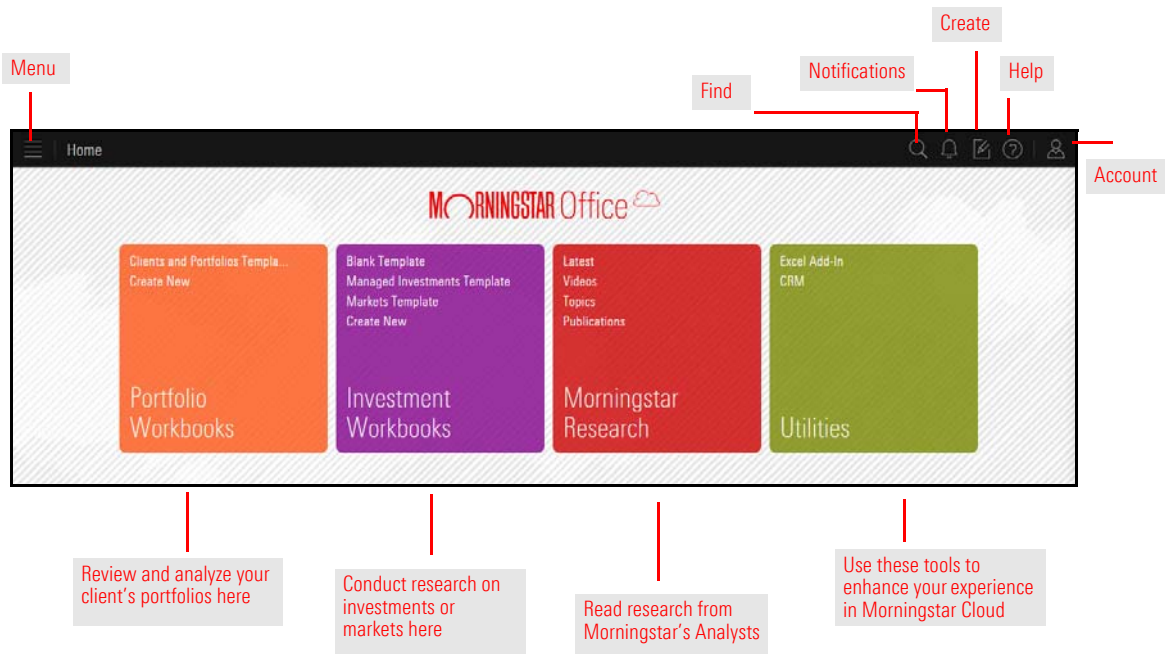 Create
Menu
Notifications
Help
Find
Home
Account
MORNINGSTAR Office
Clients and Portfolios Templa...
Create New
Portfolio
Workbooks
Blank Template
Managed Investments Template
Markets Template
Create New
Investment
Workbooks
Latest
Videos
Topics
Publications
Morningstar
Research
Excel Add-In
CRM
Utilities
Review and analyze your
client's portfolios here
Conduct research on
investments or
markets here
Read research from
Morningstar's Analysts
Use these tools to
enhance your experience
in Morningstar Cloud